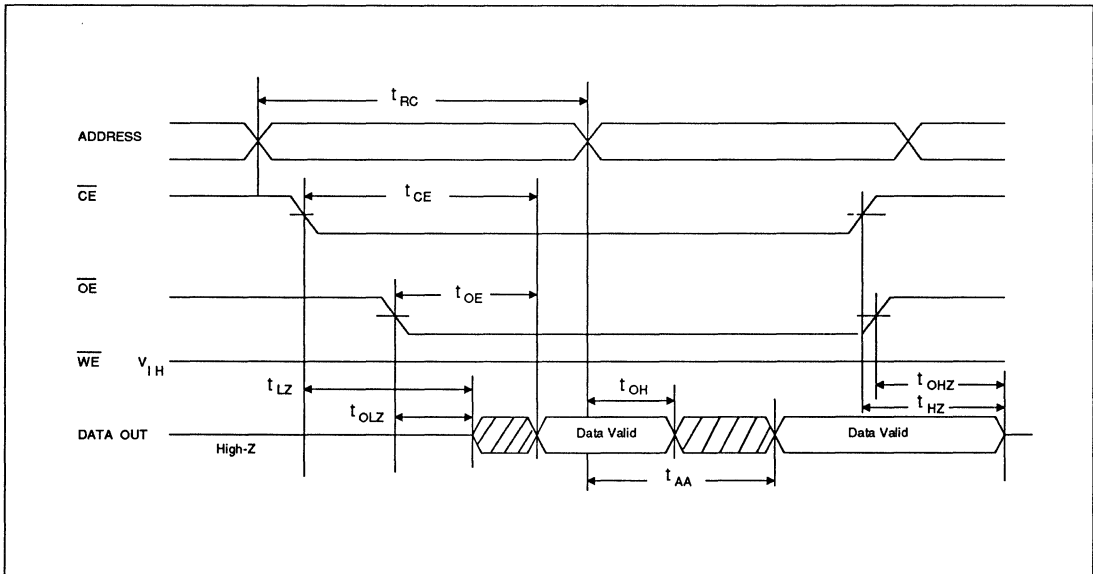 t RC
ADDRESS
CE
t CE
OE
t OE
WE V IH
t LZ
t OH
t OHZ
t OLZ
t HZ
DATA OUT
Data Valid
Data Valid
High-Z
t AA